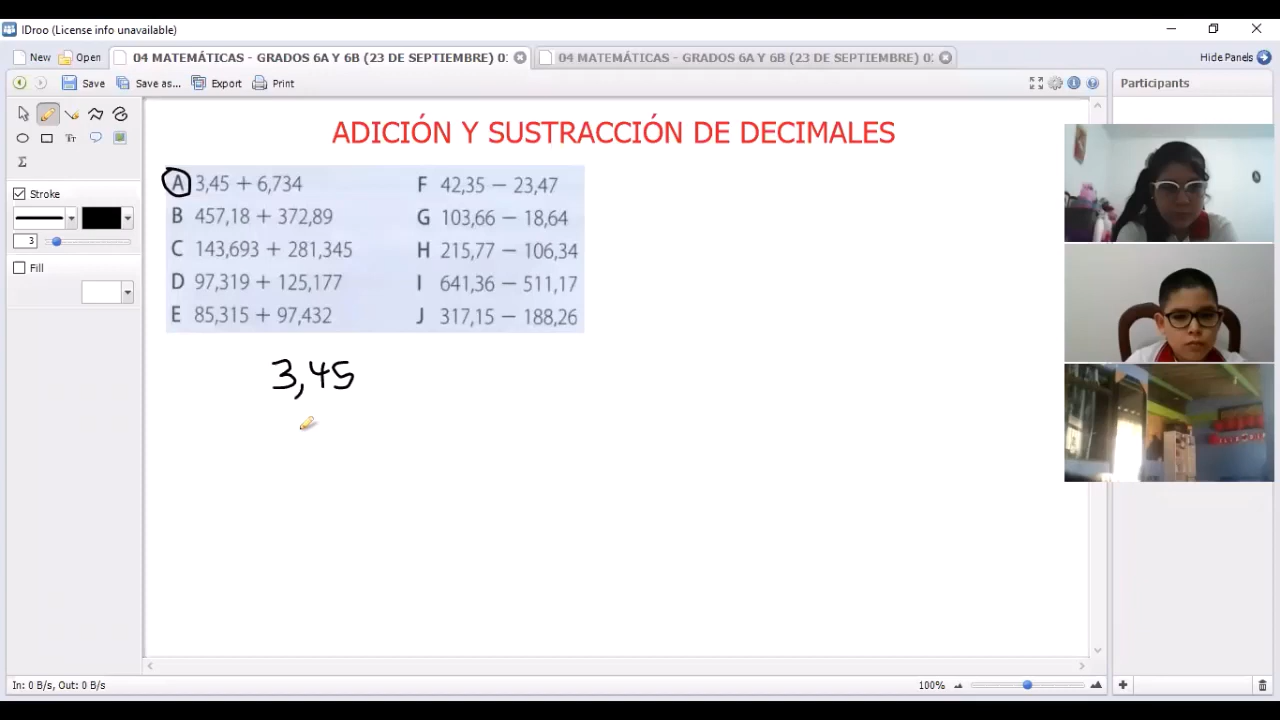 IDroo (License info unavailable)
New Open 04 MATEMÁTICAS - GRADOS 6A Y 6B (23 DE SEPTIEMBRE) 0: 04 MATEMÁTICAS - GRADOS 6A Y 6B (23 DE SEPTIEMBRE) 0: Hide Panels
Save Save as... Export Print Participants
ADICIÓN Y SUSTRACCIÓN DE DECIMALES
Stroke
3
Fill
A 3,45 + 6,734
B 457,18 + 372,89
C 143,693 + 281,345
D 97,319 + 125,177
E 85,315 + 97,432
F 42,35 − 23,47
G 103,66 − 18,64
H 215,77 − 106,34
I 641,36 − 511,17
J 317,15 − 188,26
3,45
In: 0 B/s, Out: 0 B/s 100%